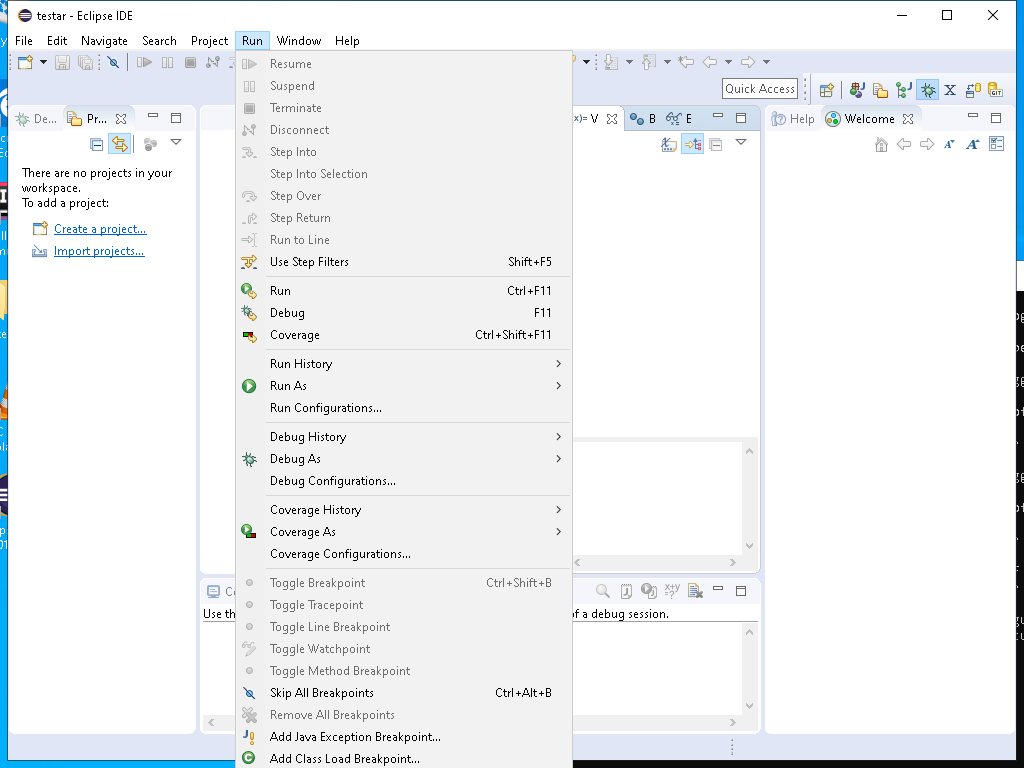 testar - Eclipse IDE
File Edit Navigate Search Project Run Window Help
Quick Access
De... Pr...
There are no projects in your
workspace.
To add a project:
Create a project...
Import projects...
Resume
Suspend
Terminate
Disconnect
Step Into
Step Into Selection
Step Over
Step Return
Run to Line
Use Step Filters Shift+F5
Run Ctrl+F11
Debug F11
Coverage Ctrl+Shift+F11
Run History
Run As
Run Configurations...
Debug History
Debug As
Debug Configurations...
Coverage History
Coverage As
Coverage Configurations...
Toggle Breakpoint Ctrl+Shift+B
Toggle Tracepoint
Toggle Line Breakpoint
Toggle Watchpoint
Toggle Method Breakpoint
Skip All Breakpoints Ctrl+Alt+B
Remove All Breakpoints
Add Java Exception Breakpoint...
Add Class Load Breakpoint...
(x)= V B E
Use th
of a debug session.
Help Welcome